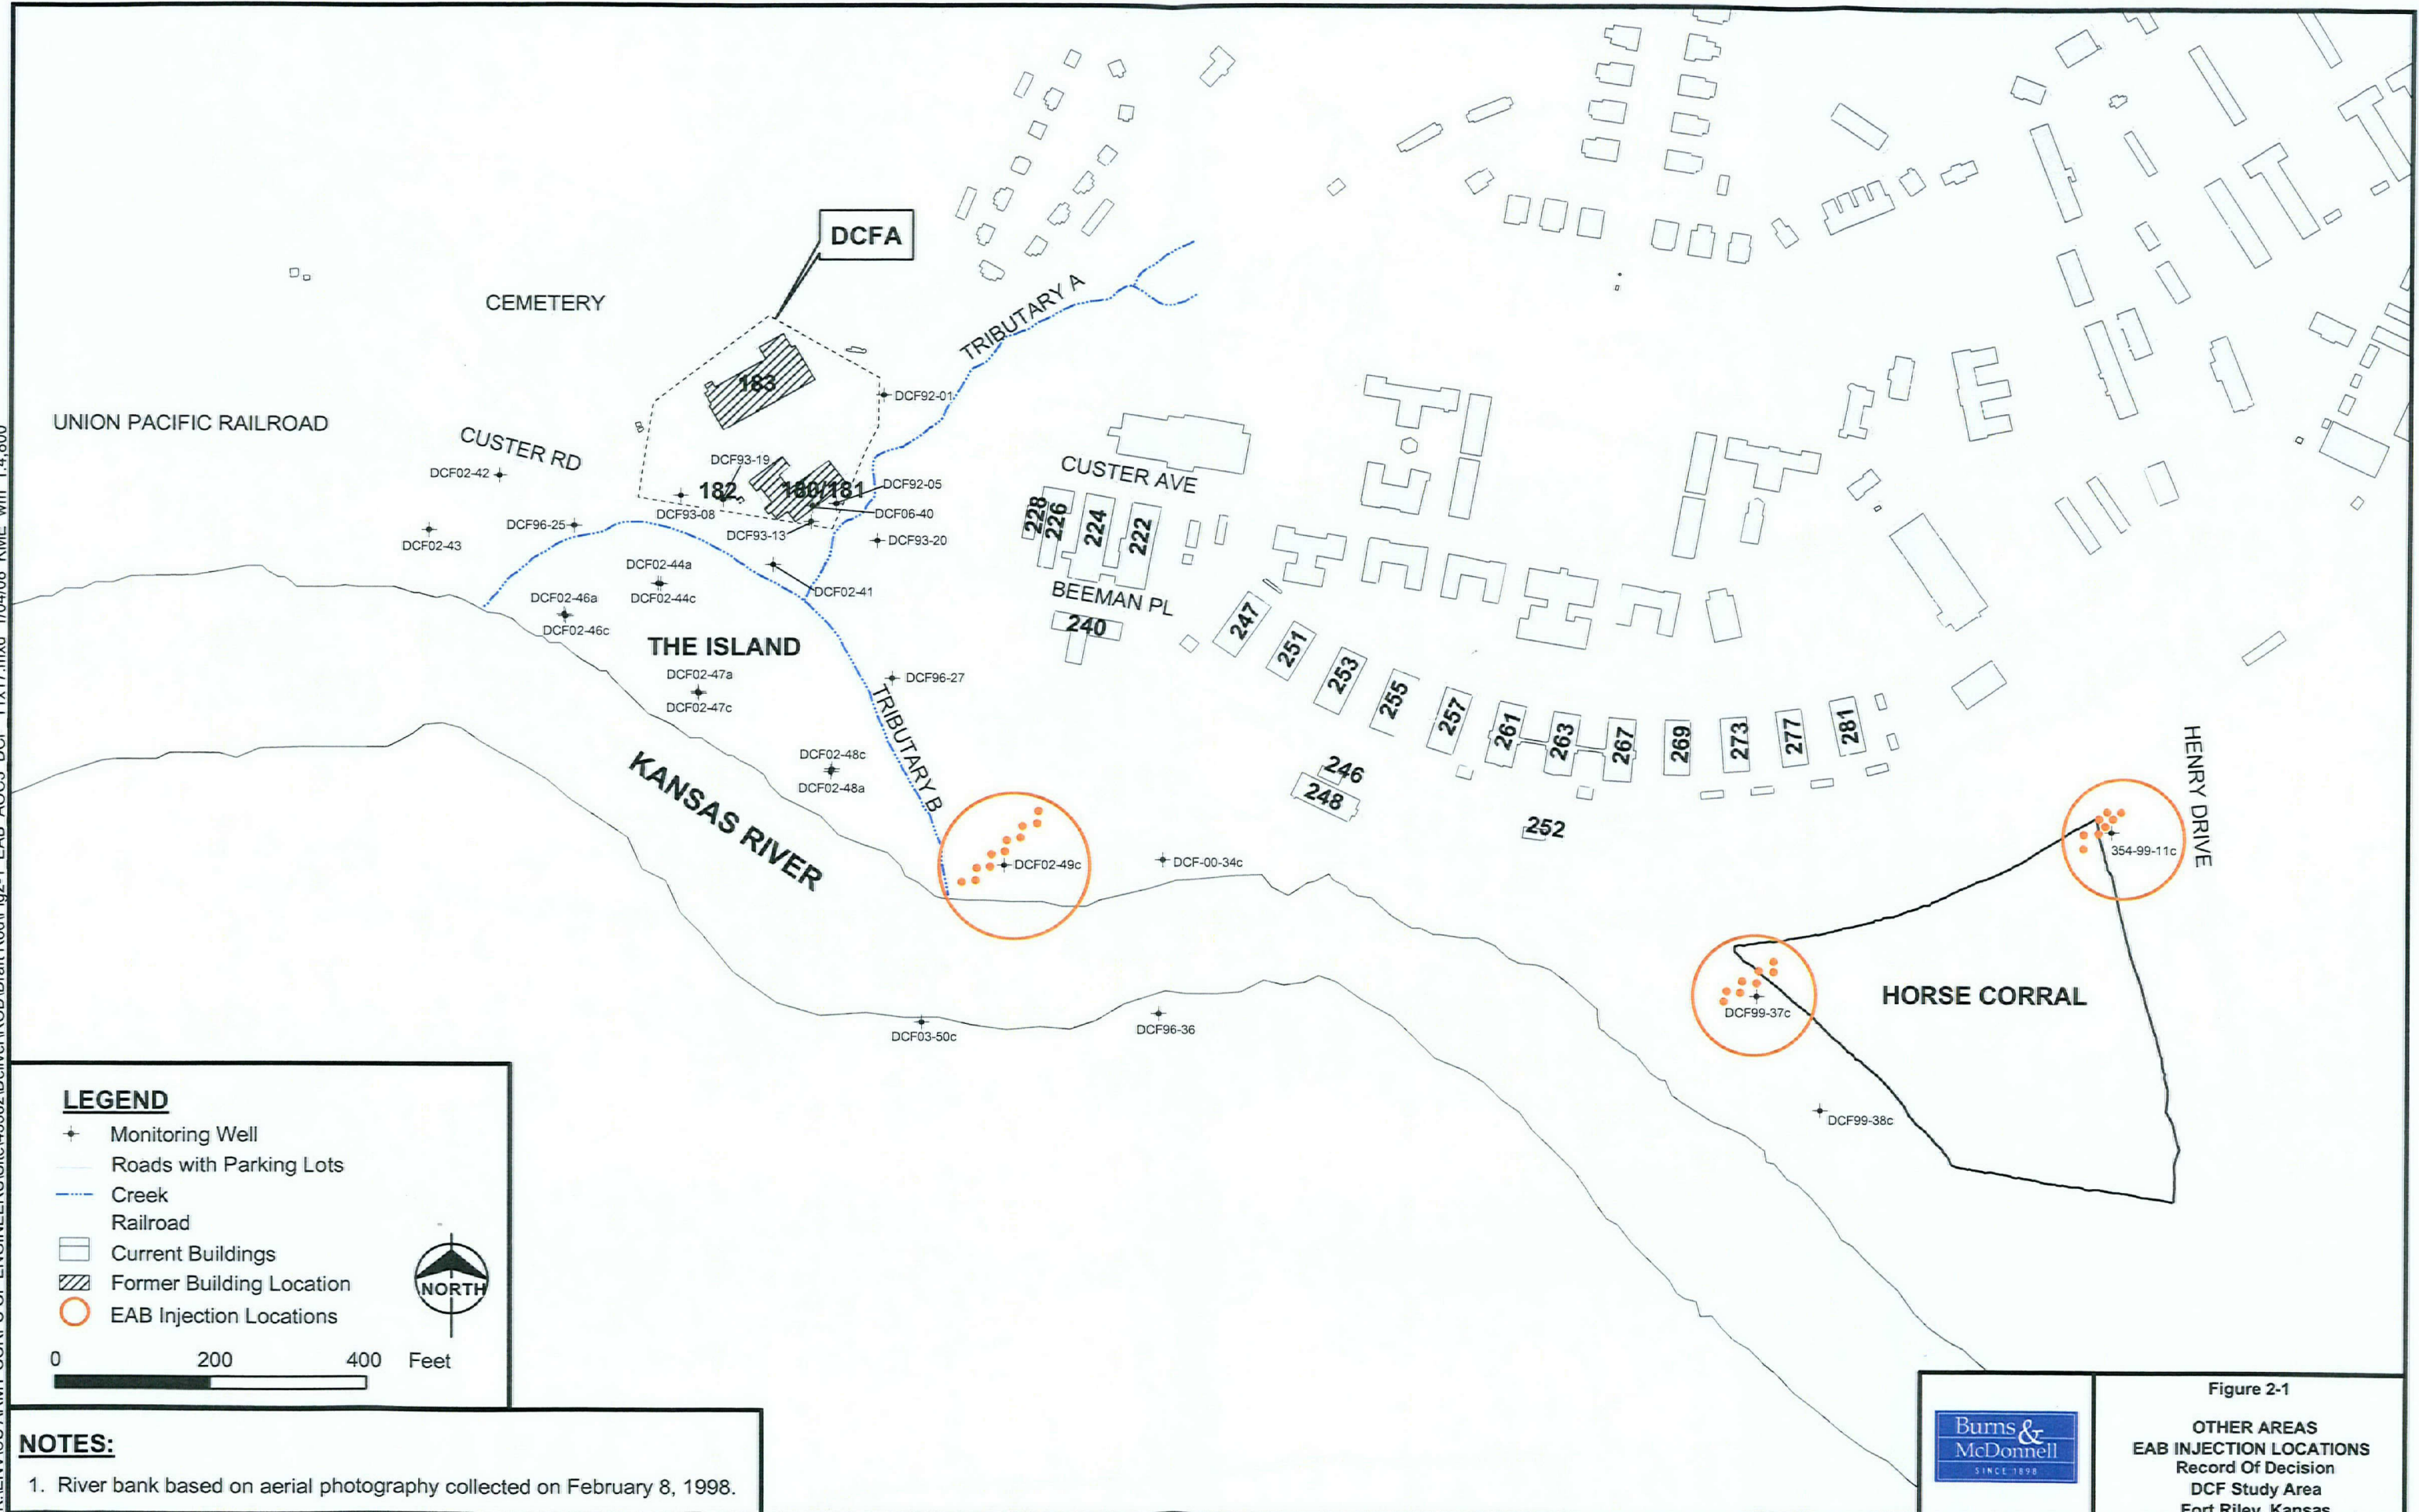 DCFA
CEMETERY
TRIBUTARY A
183
DCF92-01
UNION PACIFIC RAILROAD
CUSTER RD
DCF02-42
DCF93-19
182
180/181
DCF92-05
DCF93-08
DCF06-40
DCF96-25
DCF93-13
DCF93-20
DCF02-43
CUSTER AVE
228
226
224
222
DCF02-44a
DCF02-44c
DCF02-41
DCF02-46a
DCF02-46c
BEEMAN PL
240
THE ISLAND
DCF02-47a
DCF02-47c
DCF96-27
TRIBUTARY B
247
251
253
255
257
261
263
267
269
273
277
281
HENRY DRIVE
DCF02-48c
DCF02-48a
KANSAS RIVER
246
248
252
DCF02-49c
DCF-00-34c
354-99-11c
DCF99-37c
HORSE CORRAL
DCF03-50c
DCF96-36
DCF99-38c
LEGEND
Monitoring Well
Roads with Parking Lots
Creek
Railroad
Current Buildings
Former Building Location
EAB Injection Locations
NORTH
0 200 400 Feet
NOTES:
1. River bank based on aerial photography collected on February 8, 1998.
Burns &
McDonnell
SINCE 1898
Figure 2-1
OTHER AREAS
EAB INJECTION LOCATIONS
Record Of Decision
DCF Study Area
Fort Riley, Kansas